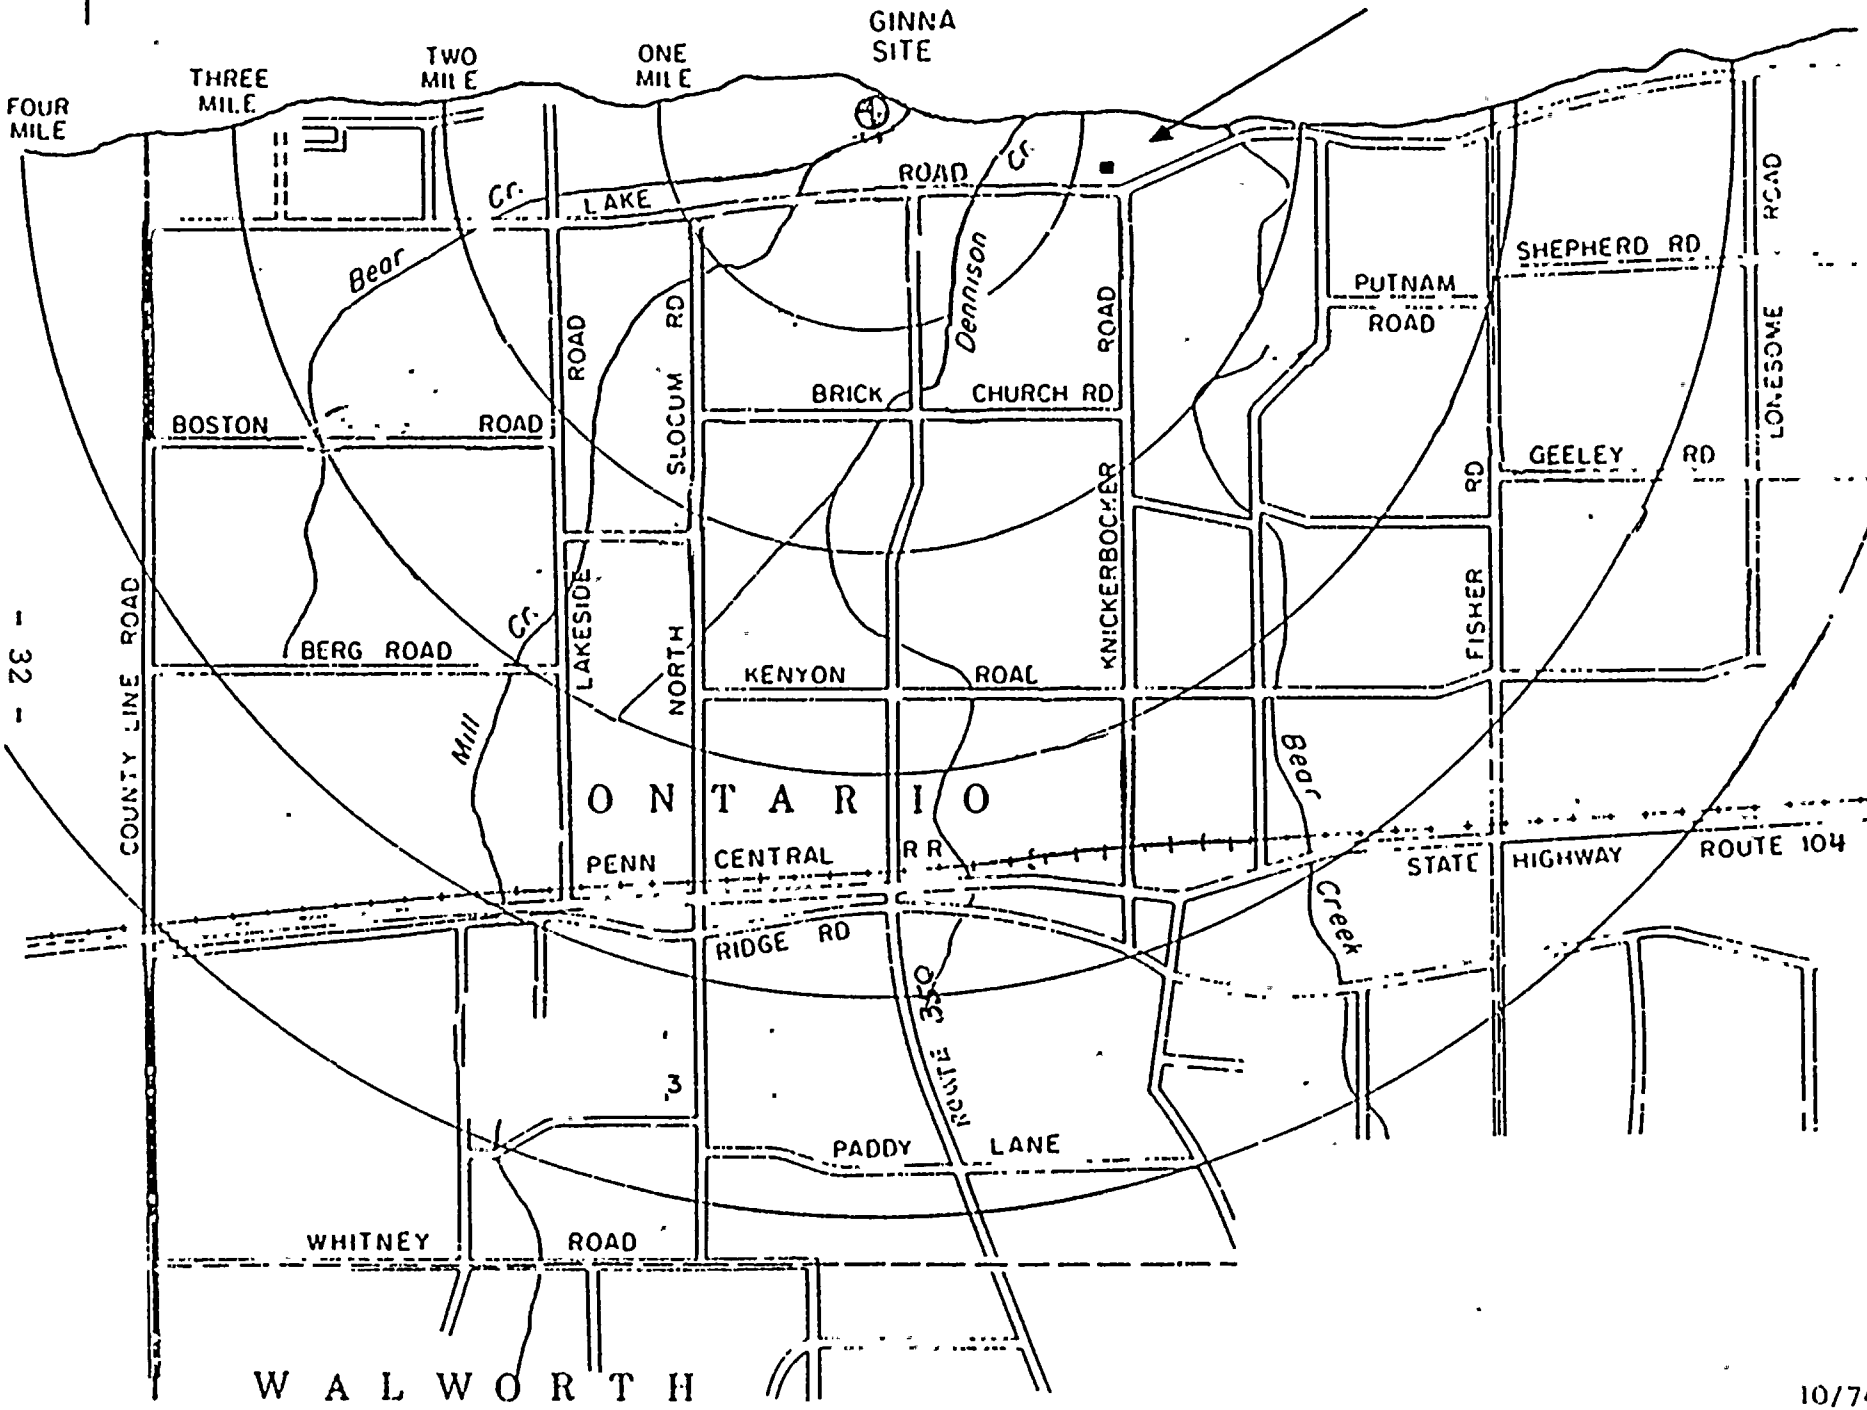 GINNA
SITE
ONE
MILE
TWO
MILE
THREE
MILE
FOUR
MILE
Cr.
LAKE
ROAD
Cr.
Dennison
Bear
ROAD
SHEPHERD RD
PUTNAM
ROAD
ROAD
SLOCUM RD
ROAD
LONESOME
BRICK
CHURCH RD
BOSTON
ROAD
GEELEY RD
RD
KNICKERBOCKER
FISHER
LAKESIDE
NORTH
COUNTY LINE ROAD
- 32 -
Cr.
BERG ROAD
KENYON
ROAD
Mill
Bear
ONTARIO
PENN
CENTRAL
RR
STATE
HIGHWAY
ROUTE 104
RIDGE RD
Creek
ROUTE 350
3
PADDY
LANE
WHITNEY
ROAD
WALWORTH